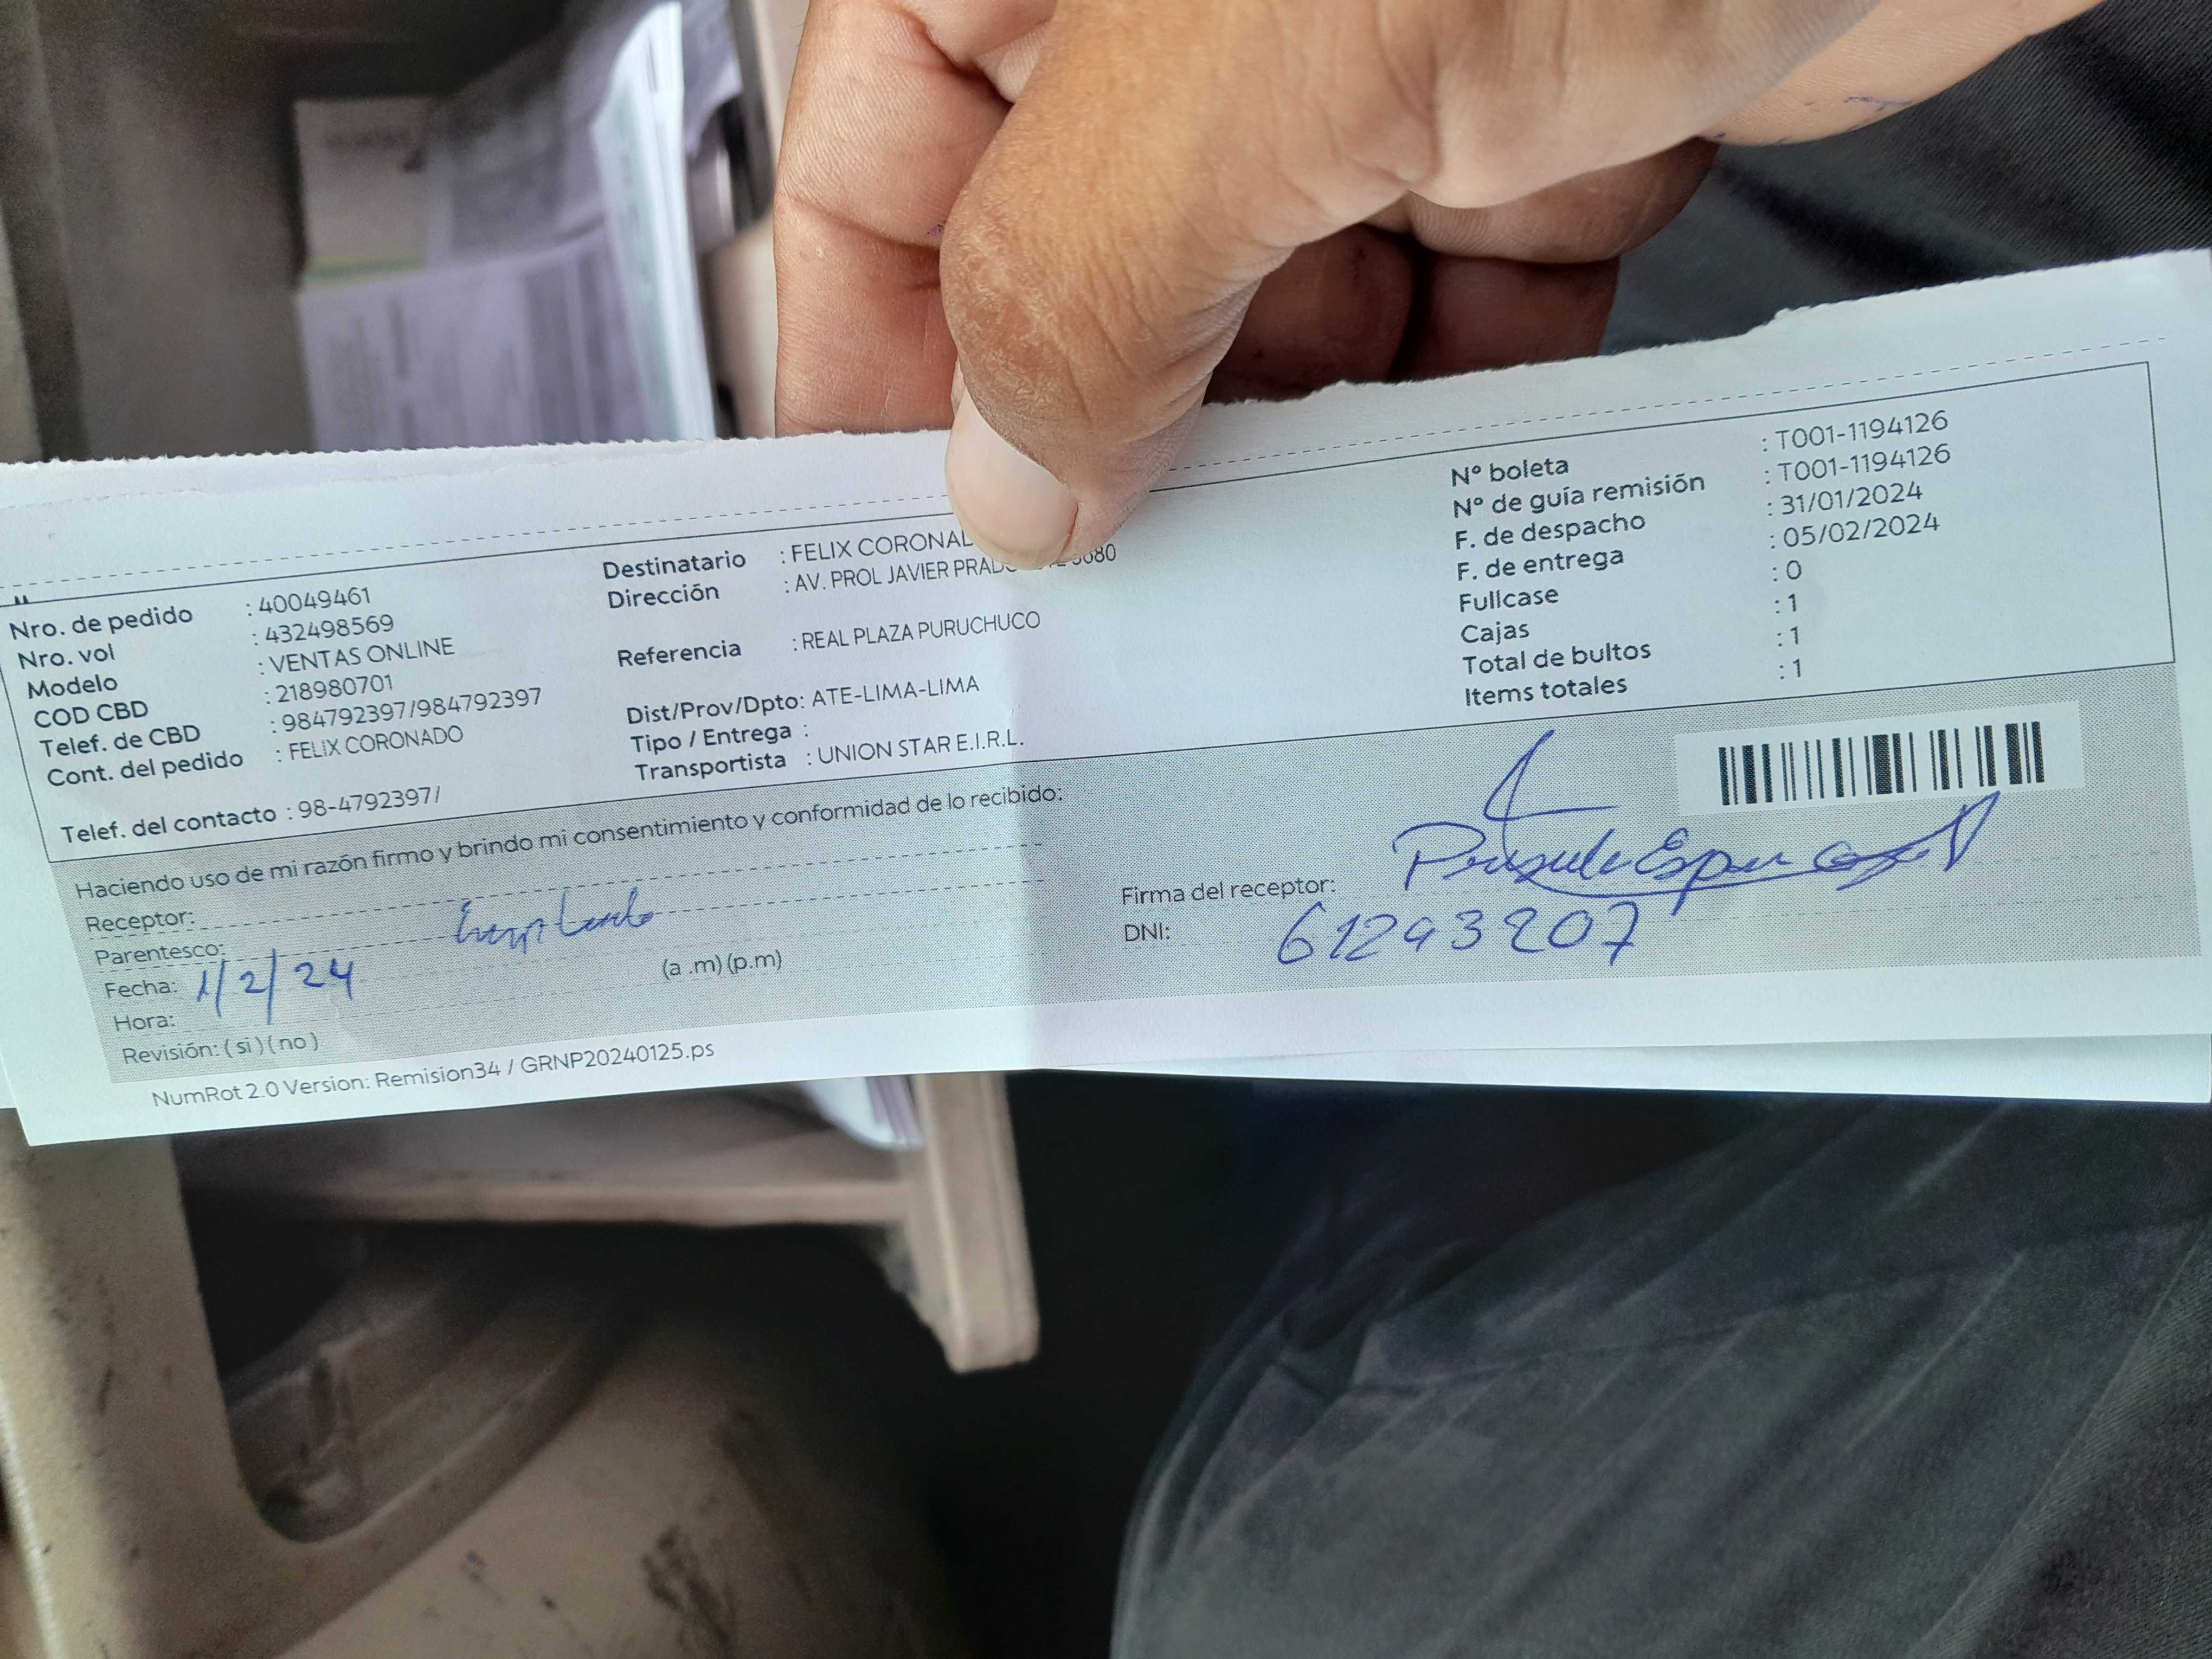 Nro. de pedido : 40049461
Nro. vol : 432498569
Modelo : VENTAS ONLINE
COD CBD : 218980701
Telef. de CBD : 984792397/984792397
Cont. del pedido : FELIX CORONADO
Telef. del contacto : 98-4792397/
Destinatario : FELIX
Dirección : AV. PROL JAVIER
Referencia : REAL PLAZA PURUCHUCO
Dist/Prov/Dpto: ATE-LIMA-LIMA
Tipo / Entrega :
Transportista : UNION STAR E.I.R.L.
Nº boleta : T001-1194126
Nº de guía remisión : T001-1194126
F. de despacho : 31/01/2024
F. de entrega : 05/02/2024
Fullcase : 0
Cajas : 1
Total de bultos : 1
Items totales : 1
Haciendo uso de mi razón firmo y brindo mi consentimiento y conformidad de lo recibido:
Receptor:
Parentesco:
Fecha: 1/2/24
Hora: (a .m) (p.m)
Revisión: ( si ) ( no )
Firma del receptor:
DNI: 61293207
NumRot 2.0 Version: Remision34 / GRNP20240125.ps